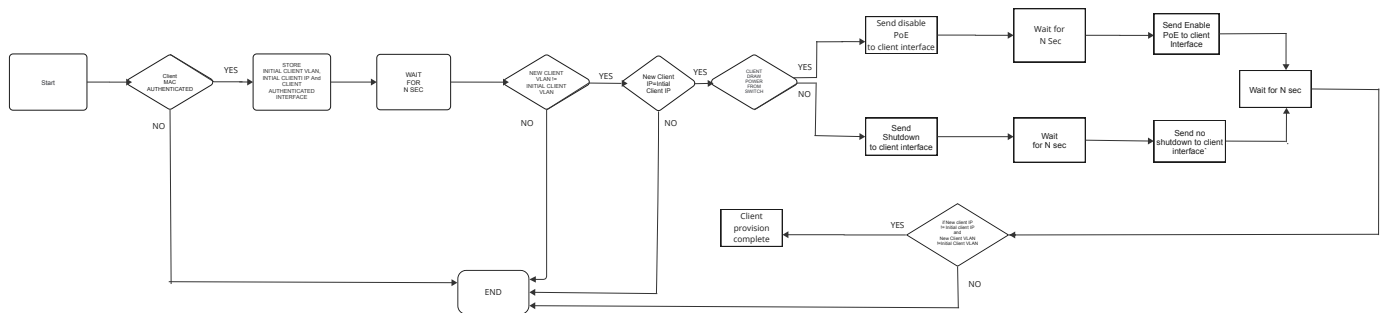 Start
Client
MAC
AUTHENTICATED
YES
NO
STORE
INITIAL CLIENT VLAN,
INTIAL CLIENTI IP And
CLIENT
AUTHENTICATED
INTERFACE
WAIT
FOR
N SEC
NEW CLIENT
VLAN !=
INITIAL CLIENT
VLAN
YES
NO
New Client
IP=Intial
Client IP
YES
NO
CLIENT
DRAW
POWER
FROM
SWITCH
YES
NO
Send disable
PoE
to client interface
Wait for
N Sec
Send Enable
PoE to client
Interface
Wait for N sec
Send
Shutdown
to client interface
Wait
for N sec
Send no
shutdown to client
interface`
if New client IP
!= Initial client IP
and
New Client VLAN
!=Initial Client VLAN
YES
NO
Client
provision
complete
END